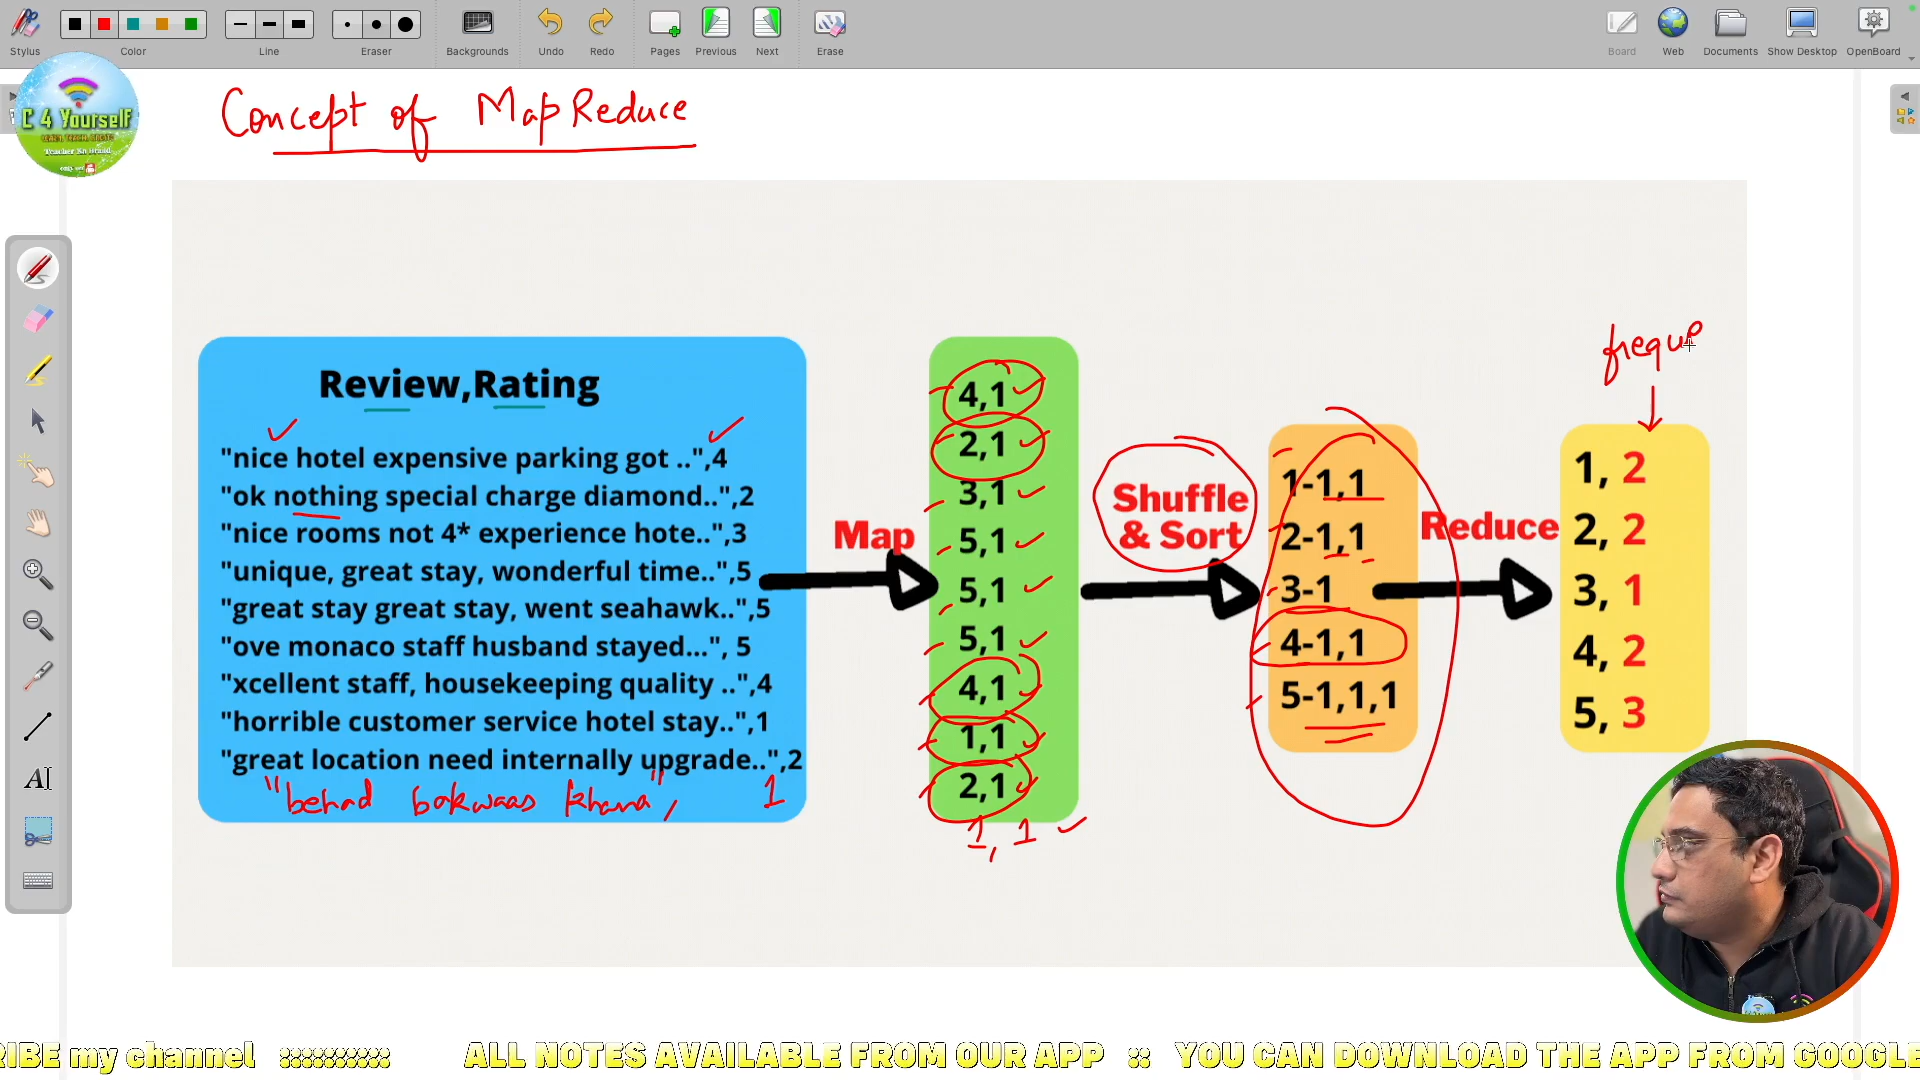 Stylus
Color
Line
Eraser
Backgrounds
Undo
Redo
Pages
Previous
Next
Erase
Board
Web
Documents
Show Desktop
OpenBoard
C 4 Yourself
Concept of MapReduce
Review,Rating
"nice hotel expensive parking got ..",4
"ok nothing special charge diamond..",2
"nice rooms not 4* experience hote..",3
"unique, great stay, wonderful time..",5
"great stay great stay, went seahawk..",5
"ove monaco staff husband stayed...", 5
"xcellent staff, housekeeping quality ..",4
"horrible customer service hotel stay..",1
"great location need internally upgrade..",2
"behad bakwaas khana", 1
Map
4,1
2,1
3,1
5,1
5,1
5,1
4,1
1,1
2,1
1, 1
Shuffle
& Sort
1-1,1
2-1,1
3-1
4-1,1
5-1,1,1
Reduce
freque
1, 2
2, 2
3, 1
4, 2
5, 3
AI
RIBE my channel :::::::::: ALL NOTES AVAILABLE FROM OUR APP :: YOU CAN DOWNLOAD THE APP FROM GOOGLE